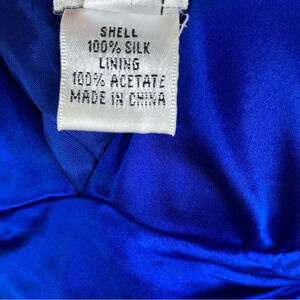 SHELL
100% SILK
LINING
100% ACETATE
MADE IN CHINA